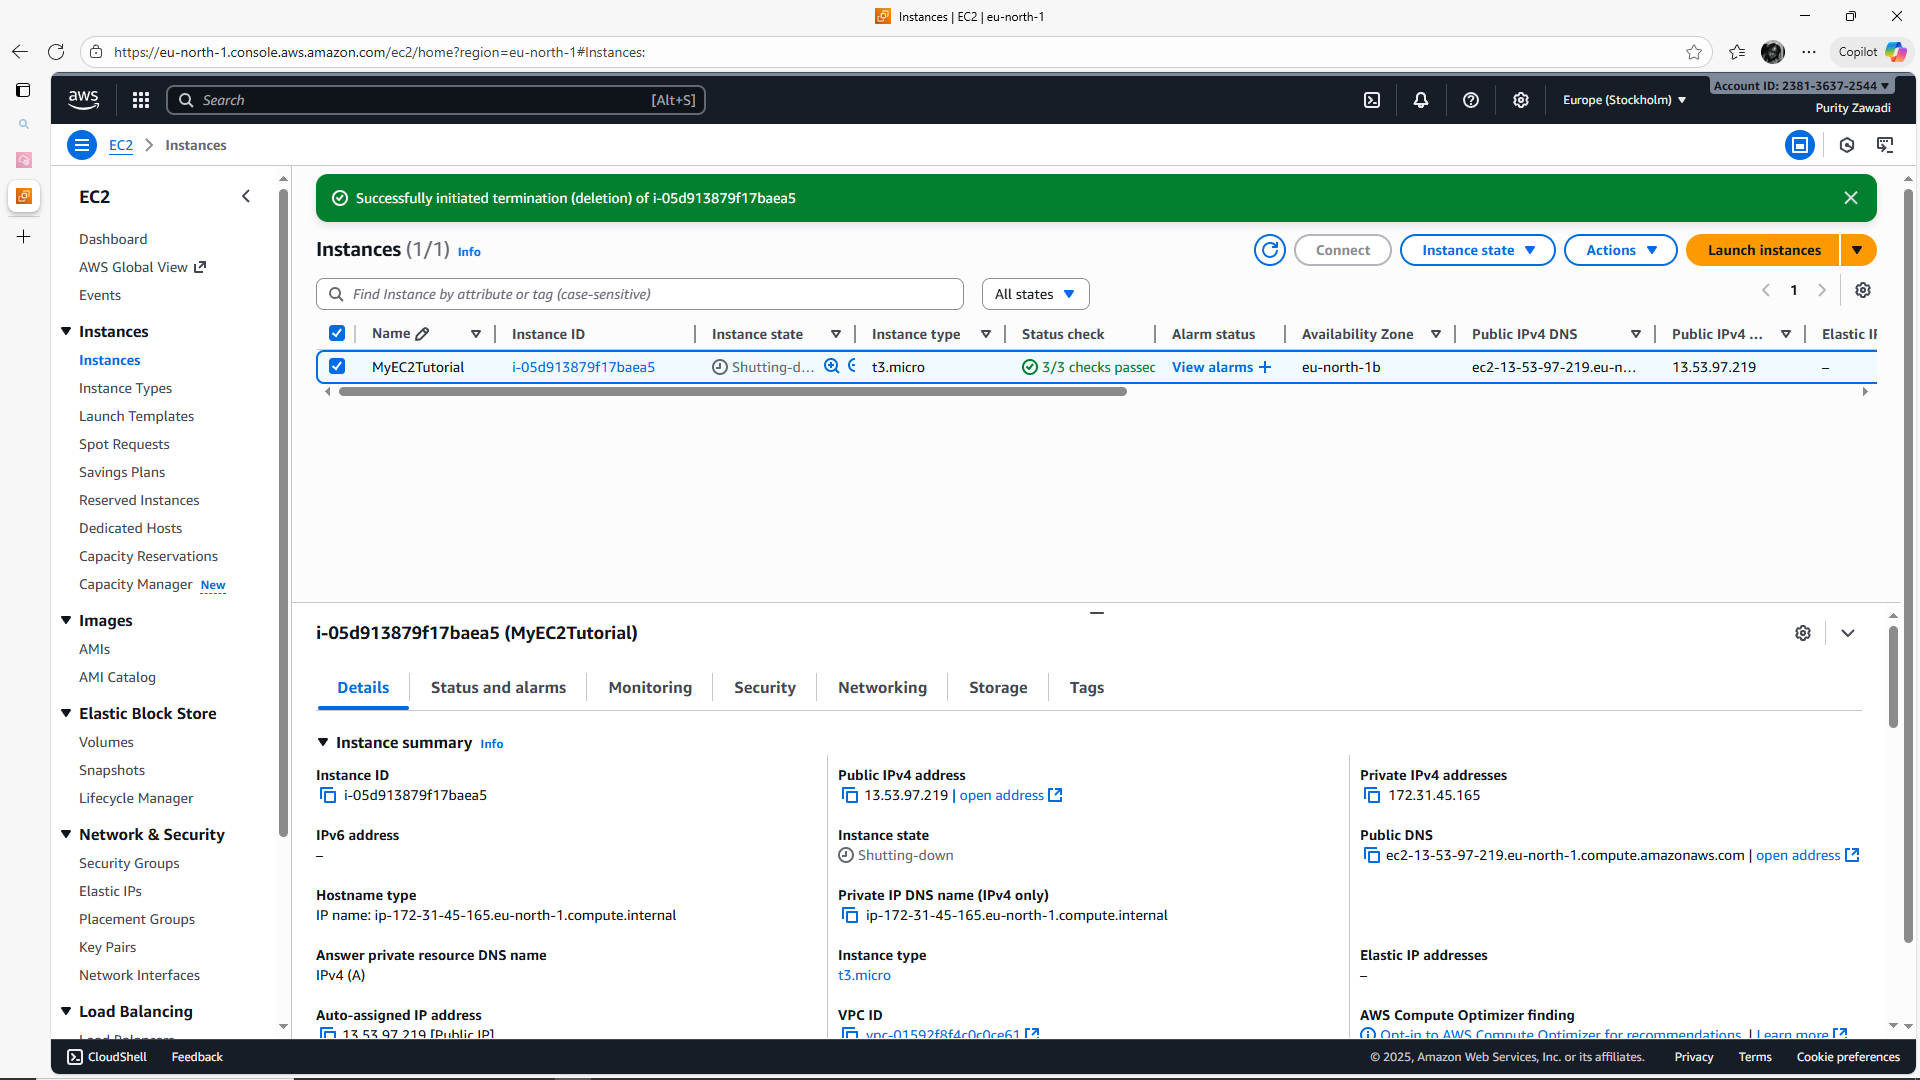 Instances | EC2 | eu-north-1
https://eu-north-1.console.aws.amazon.com/ec2/home?region=eu-north-1#Instances:
Copilot
aws
Search
[Alt+S]
Europe (Stockholm)
Account ID: 2381-3637-2544
Purity Zawadi
EC2
Instances
EC2
Dashboard
AWS Global View
Events
Instances
Instances
Instance Types
Launch Templates
Spot Requests
Savings Plans
Reserved Instances
Dedicated Hosts
Capacity Reservations
Capacity Manager New
Images
AMIs
AMI Catalog
Elastic Block Store
Volumes
Snapshots
Lifecycle Manager
Network & Security
Security Groups
Elastic IPs
Placement Groups
Key Pairs
Network Interfaces
Load Balancing
Load Balancers
Successfully initiated termination (deletion) of i-05d913879f17baea5
Instances (1/1) Info
Connect
Instance state
Actions
Launch instances
Find Instance by attribute or tag (case-sensitive)
All states
1
Name Instance ID Instance state Instance type Status check Alarm status Availability Zone Public IPv4 DNS Public IPv4 ... Elastic IP
MyEC2Tutorial i-05d913879f17baea5 Shutting-d... t3.micro 3/3 checks passed View alarms + eu-north-1b ec2-13-53-97-219.eu-n... 13.53.97.219 –
i-05d913879f17baea5 (MyEC2Tutorial)
Details Status and alarms Monitoring Security Networking Storage Tags
Instance summary Info
Instance ID
i-05d913879f17baea5
Public IPv4 address
13.53.97.219 | open address
Private IPv4 addresses
172.31.45.165
IPv6 address
–
Instance state
Shutting-down
Public DNS
ec2-13-53-97-219.eu-north-1.compute.amazonaws.com | open address
Hostname type
IP name: ip-172-31-45-165.eu-north-1.compute.internal
Private IP DNS name (IPv4 only)
ip-172-31-45-165.eu-north-1.compute.internal
Answer private resource DNS name
IPv4 (A)
Instance type
t3.micro
Elastic IP addresses
–
Auto-assigned IP address
13.53.97.219 [Public IP]
VPC ID
vpc-01592f8f4c0c0ce61
AWS Compute Optimizer finding
Opt-in to AWS Compute Optimizer for recommendations. | Learn more
CloudShell
Feedback
© 2025, Amazon Web Services, Inc. or its affiliates.
Privacy
Terms
Cookie preferences